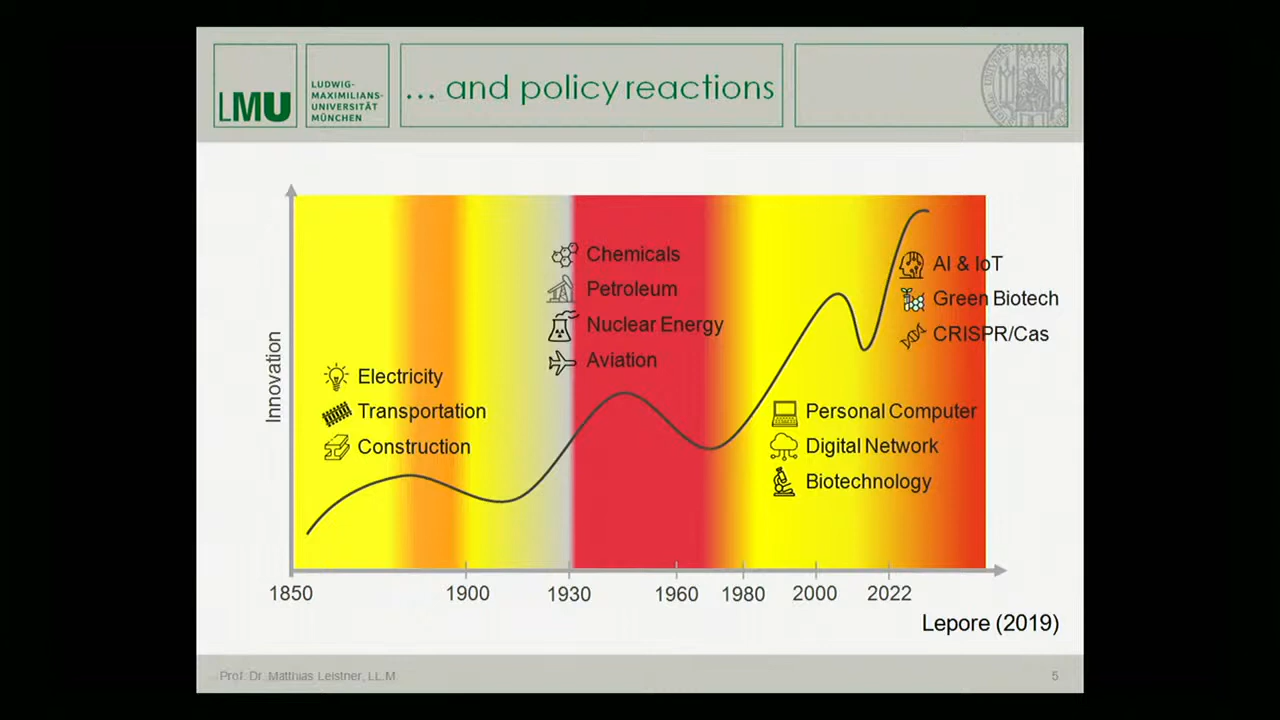 LMU
LUDWIG-
MAXIMILIANS-
UNIVERSITÄT
MÜNCHEN
... and policy reactions
Innovation
Electricity
Transportation
Construction
Chemicals
Petroleum
Nuclear Energy
Aviation
AI & IoT
Green Biotech
CRISPR/Cas
Personal Computer
Digital Network
Biotechnology
1850 1900 1930 1960 1980 2000 2022
Lepore (2019)
Prof. Dr. Matthias Leistner, LL.M
5